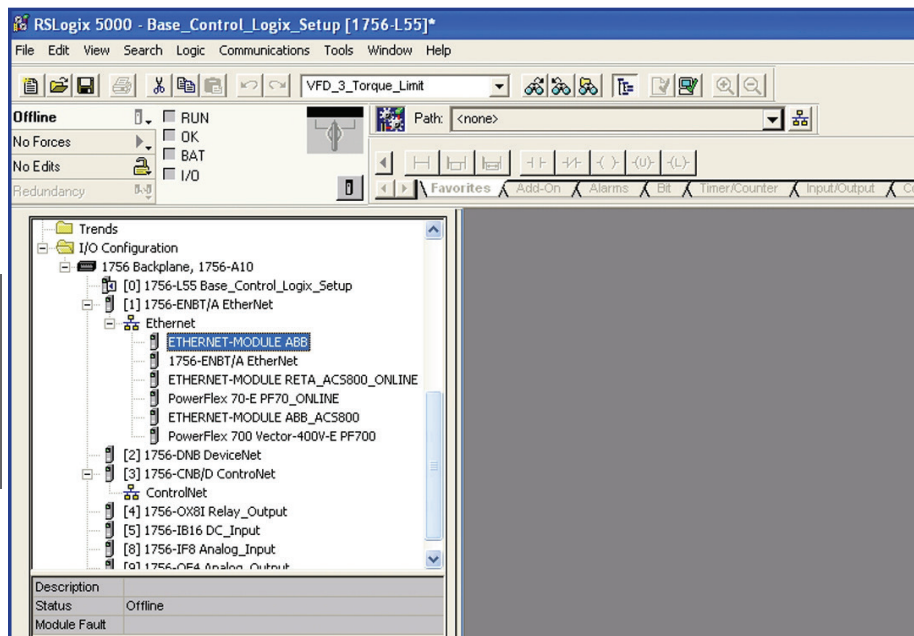 RSLogix 5000 - Base_Control_Logix_Setup [1756-L55]*
File Edit View Search Logic Communications Tools Window Help
VFD_3_Torque_Limit
Offline
RUN
Path: <none>
No Forces
OK
No Edits
BAT
Redundancy
I/O
Favorites Add-On Alarms Bit Timer/Counter Input/Output
Trends
I/O Configuration
1756 Backplane, 1756-A10
[0] 1756-L55 Base_Control_Logix_Setup
[1] 1756-ENBT/A EtherNet
Ethernet
ETHERNET-MODULE ABB
1756-ENBT/A EtherNet
ETHERNET-MODULE RETA_ACS800_ONLINE
PowerFlex 70-E PF70_ONLINE
ETHERNET-MODULE ABB_ACS800
PowerFlex 700 Vector-400V-E PF700
[2] 1756-DNB DeviceNet
[3] 1756-CNB/D ControNet
ControlNet
[4] 1756-OX8I Relay_Output
[5] 1756-IB16 DC_Input
[8] 1756-IF8 Analog_Input
[9] 1756-OF4 Analog_Output
Description
Status Offline
Module Fault